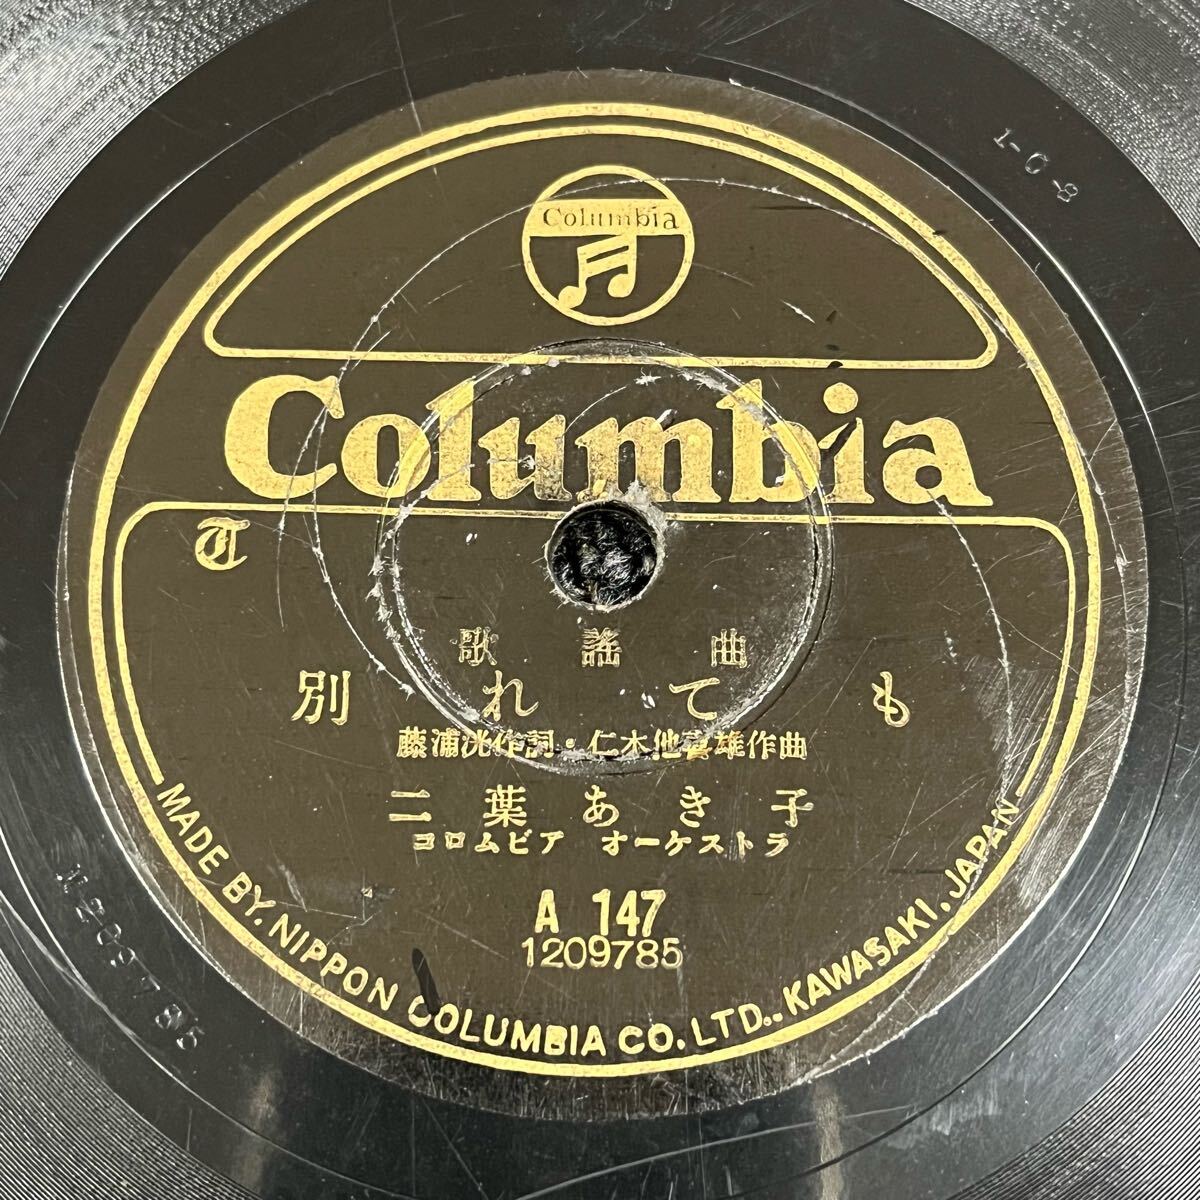 Columbia
Columbia
T
歌謡曲
別れても
藤浦洸作詞・仁木他喜雄作曲
二葉あき子
コロムビア オーケストラ
A 147
1209785
MADE BY. NIPPON COLUMBIA CO. LTD., KAWASAKI, JAPAN
1-0-8
M209785